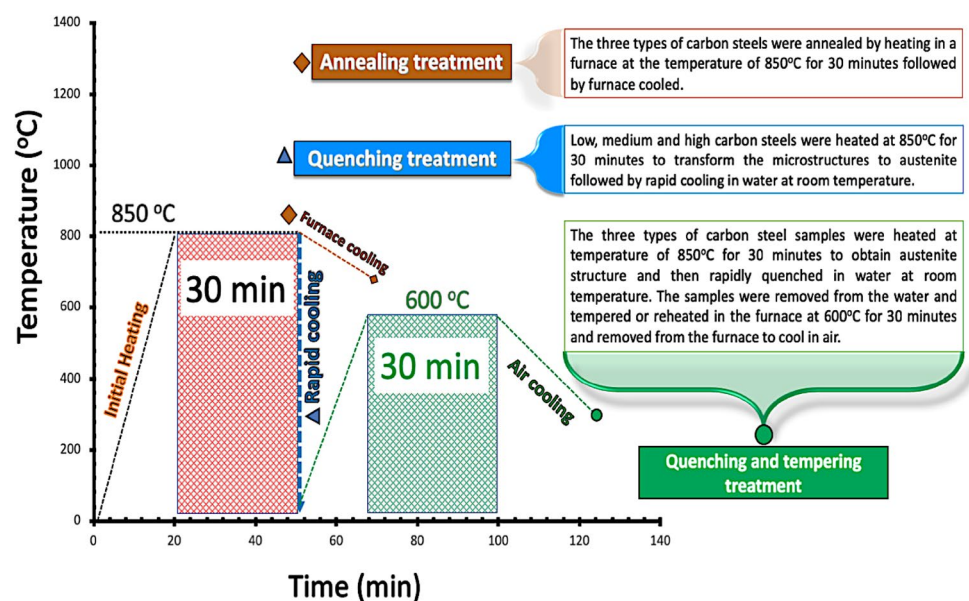 Temperature (oC)
1400
1200
1000
800
600
400
200
0
0
20
40
60
80
100
120
140
Time (min)
850 oC
Initial Heating
30 min
Rapid cooling
Furnace cooling
600 oC
30 min
Air cooling
Annealing treatment
The three types of carbon steels were annealed by heating in a
furnace at the temperature of 850oC for 30 minutes followed
by furnace cooled.
Quenching treatment
Low, medium and high carbon steels were heated at 850oC for
30 minutes to transform the microstructures to austenite
followed by rapid cooling in water at room temperature.
The three types of carbon steel samples were heated at
temperature of 850oC for 30 minutes to obtain austenite
structure and then rapidly quenched in water at room
temperature. The samples were removed from the water and
tempered or reheated in the furnace at 600oC for 30 minutes
and removed from the furnace to cool in air.
Quenching and tempering
treatment